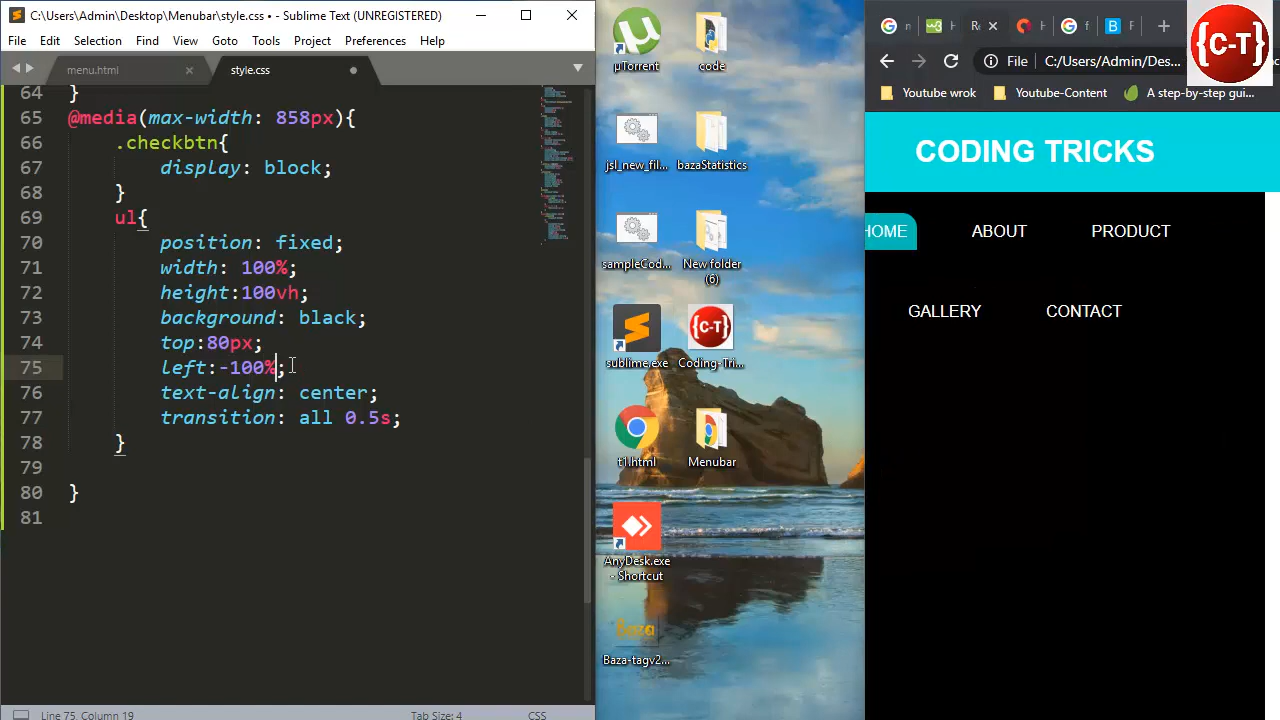 C:\Users\Admin\Desktop\Menubar\style.css • - Sublime Text (UNREGISTERED)
File Edit Selection Find View Goto Tools Project Preferences Help
menu.html
style.css
64 }
65 @media(max-width: 858px){
66 .checkbtn{
67 display: block;
68 }
69 ul{
70 position: fixed;
71 width: 100%;
72 height:100vh;
73 background: black;
74 top:80px;
75 left:-100%;
76 text-align: center;
77 transition: all 0.5s;
78 }
79
80 }
81
Line 75, Column 19
Tab Size: 4
CSS
µTorrent
code
jsl_new_fil...
bazaStatistics
sampleCod...
New folder
(6)
sublime.exe
Coding-Tri...
t1.html
Menubar
AnyDesk.exe
- Shortcut
Baza-tagv2...
File C:/Users/Admin/Des...
{C-T}
Youtube wrok
Youtube-Content
A step-by-step gui...
CODING TRICKS
HOME
ABOUT
PRODUCT
GALLERY
CONTACT